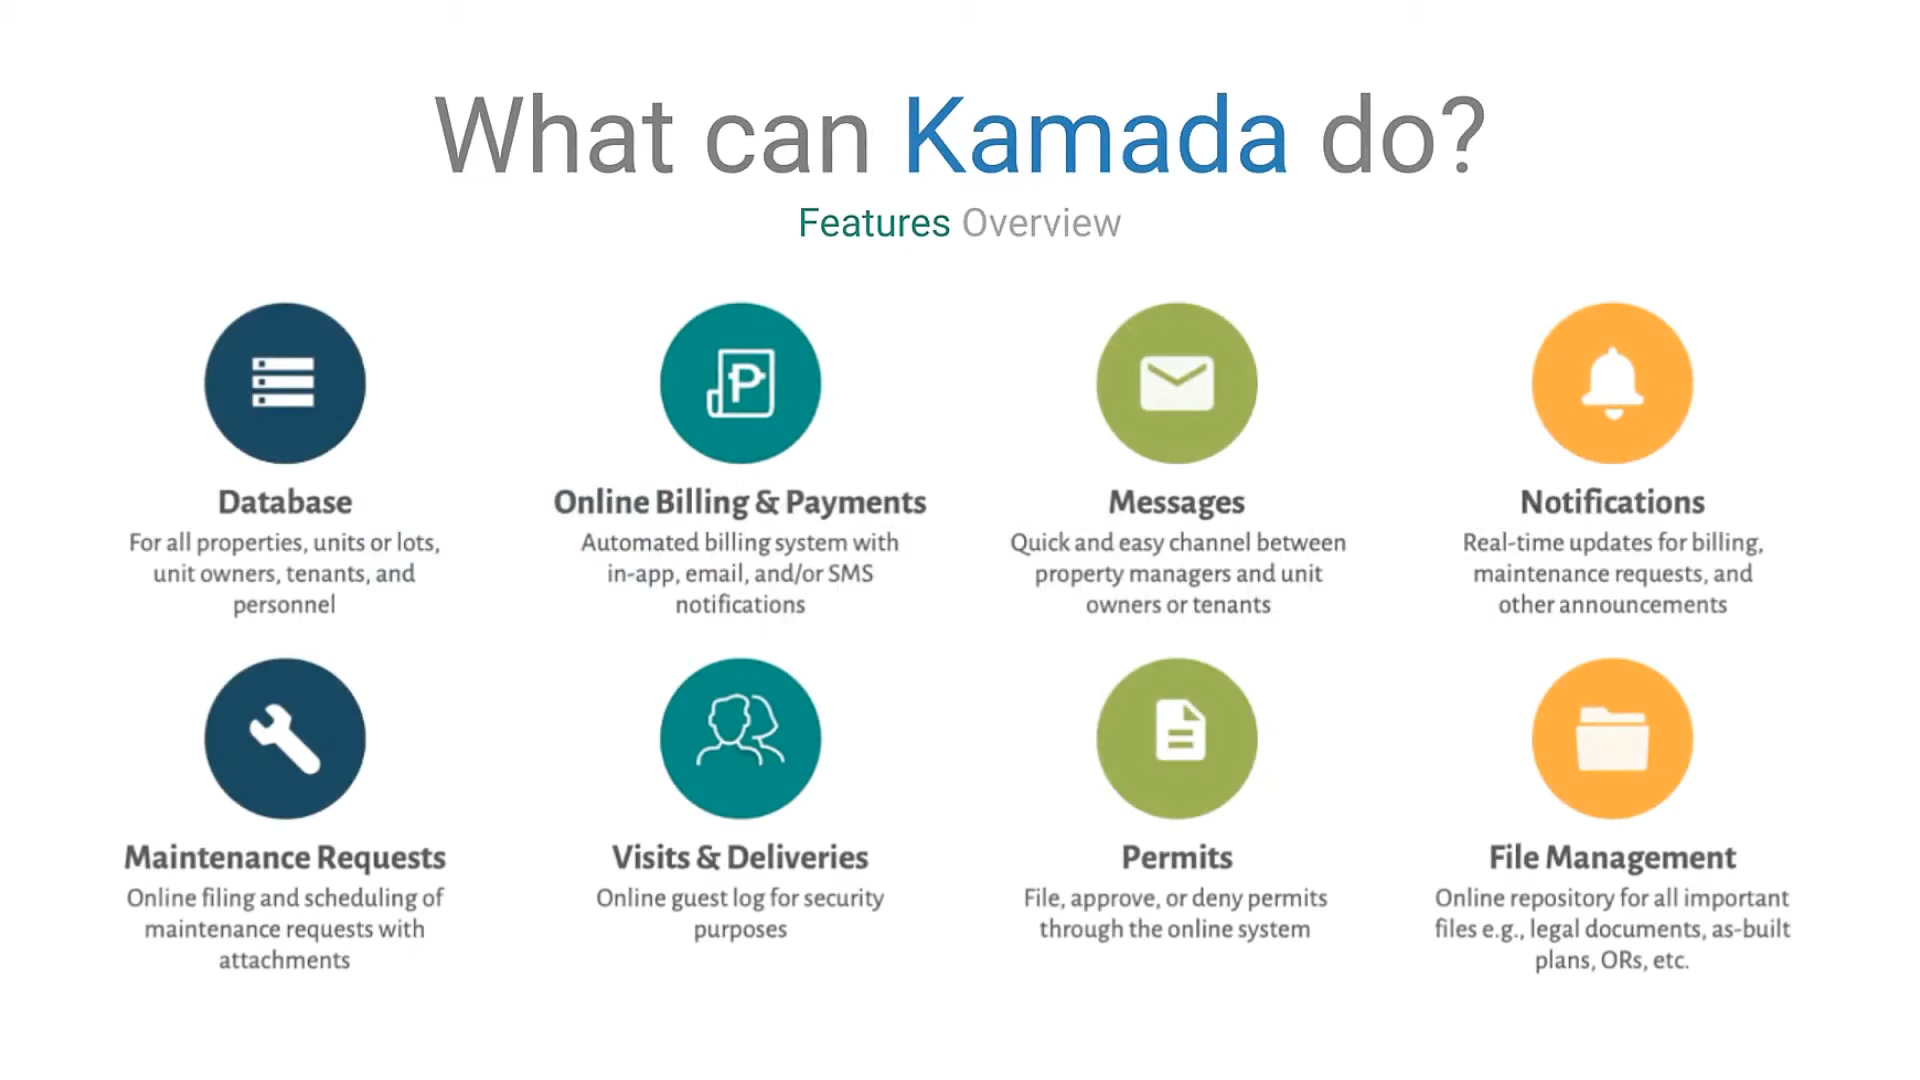 What can Kamada do?
Features Overview
Database
For all properties, units or lots,
unit owners, tenants, and
personnel
Online Billing & Payments
Automated billing system with
in-app, email, and/or SMS
notifications
Messages
Quick and easy channel between
property managers and unit
owners or tenants
Notifications
Real-time updates for billing,
maintenance requests, and
other announcements
Maintenance Requests
Online filing and scheduling of
maintenance requests with
attachments
Visits & Deliveries
Online guest log for security
purposes
Permits
File, approve, or deny permits
through the online system
File Management
Online repository for all important
files e.g., legal documents, as-built
plans, ORs, etc.